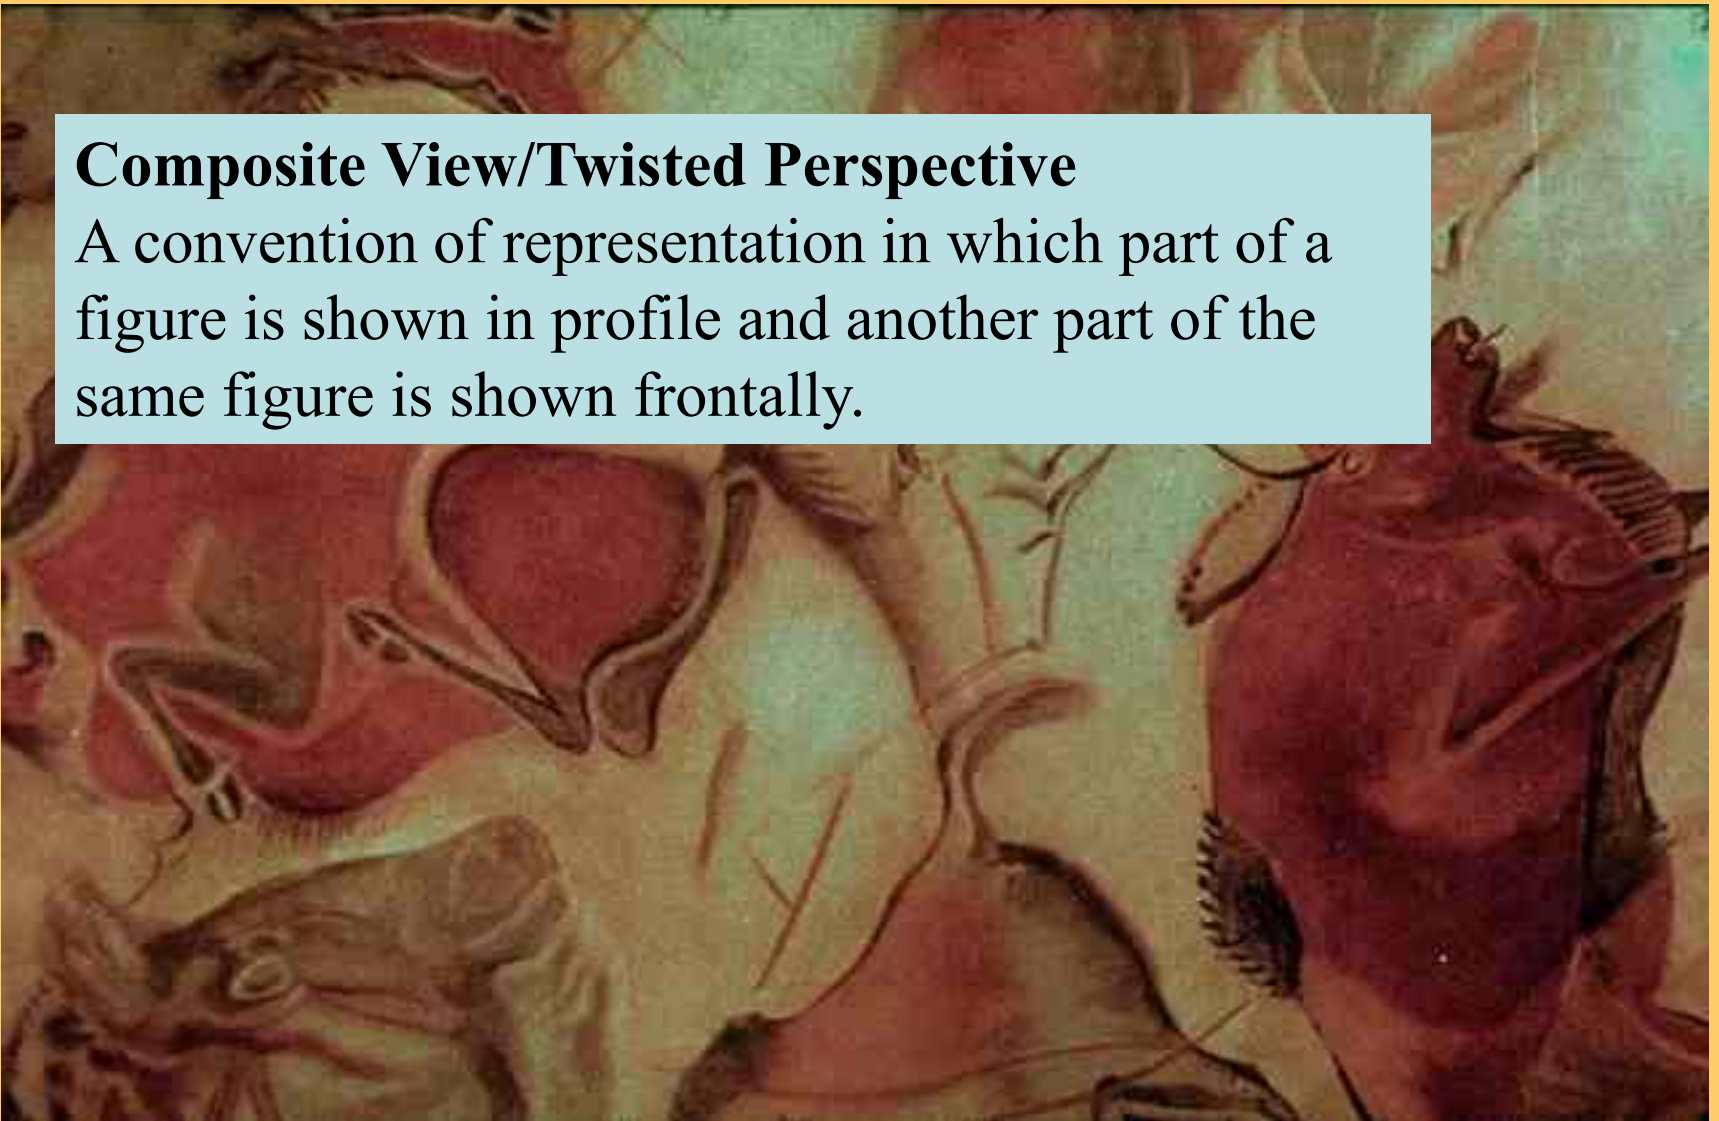 Composite View/Twisted Perspective
A convention of representation in which part of a
figure is shown in profile and another part of the
same figure is shown frontally.